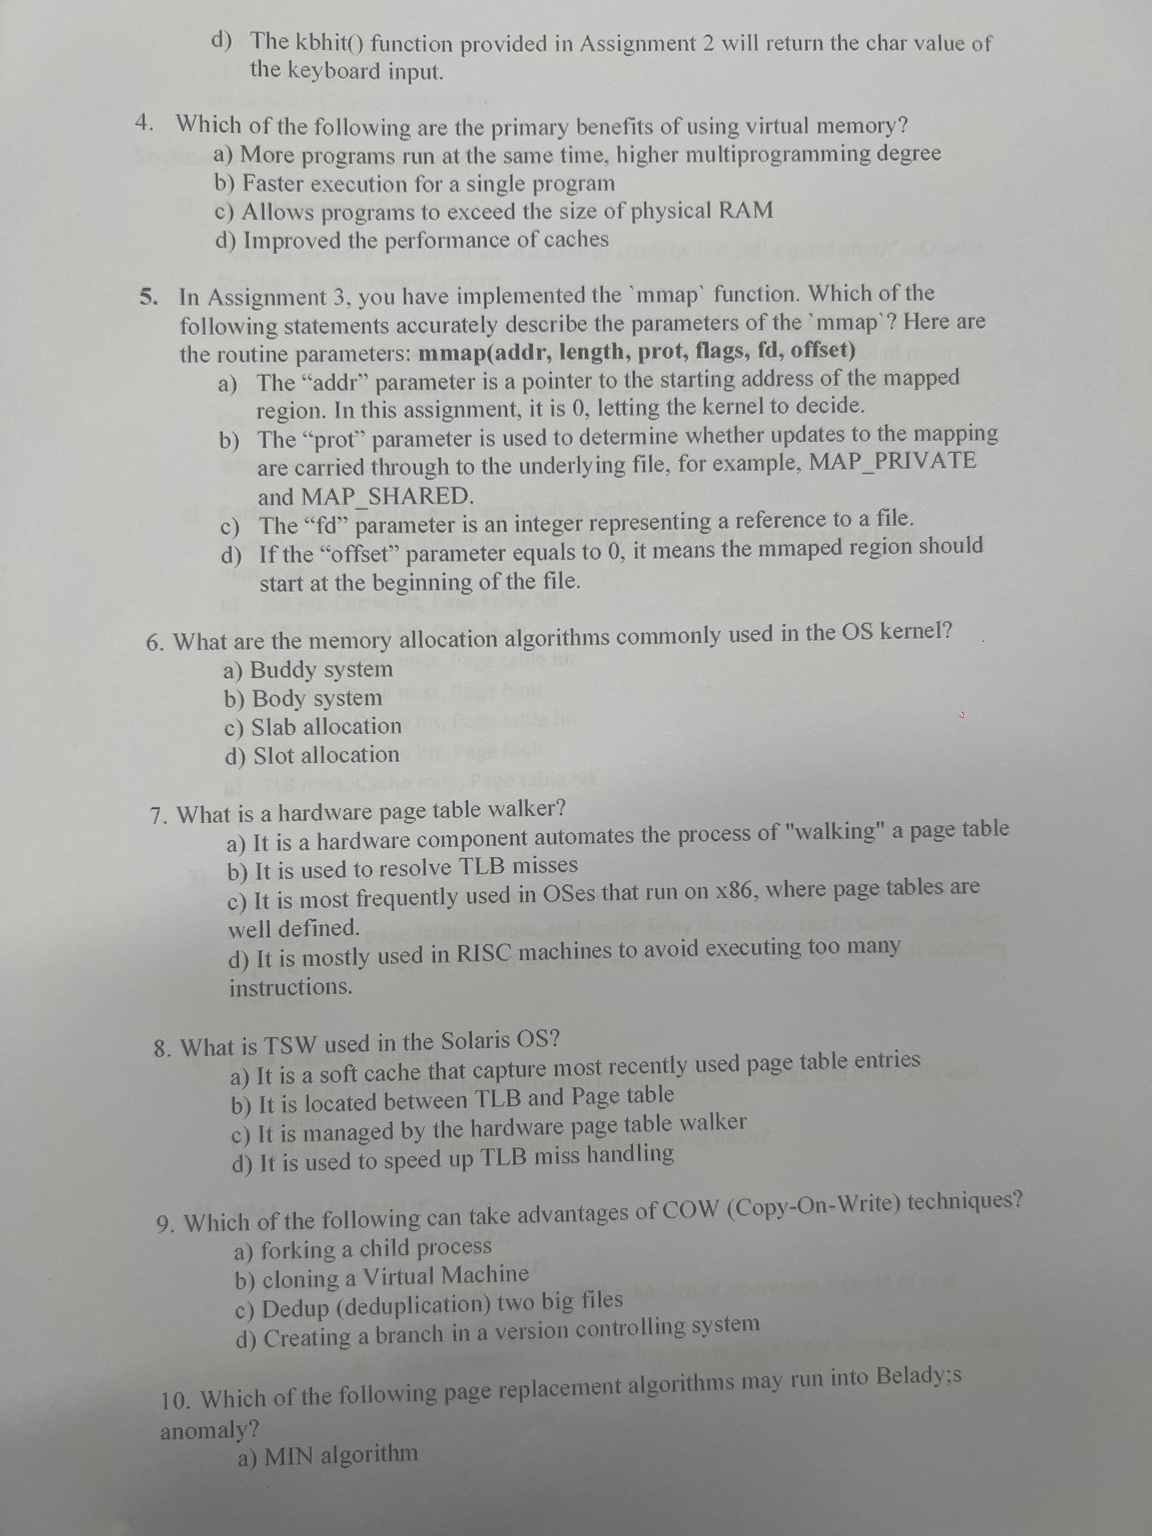 d) The kbhit() function provided in Assignment 2 will return the char value of
the keyboard input.
4. Which of the following are the primary benefits of using virtual memory?
a) More programs run at the same time, higher multiprogramming degree
b) Faster execution for a single program
c) Allows programs to exceed the size of physical RAM
d) Improved the performance of caches
5. In Assignment 3, you have implemented the `mmap` function. Which of the
following statements accurately describe the parameters of the `mmap`? Here are
the routine parameters: mmap(addr, length, prot, flags, fd, offset)
a) The “addr” parameter is a pointer to the starting address of the mapped
region. In this assignment, it is 0, letting the kernel to decide.
b) The “prot” parameter is used to determine whether updates to the mapping
are carried through to the underlying file, for example, MAP_PRIVATE
and MAP_SHARED.
c) The “fd” parameter is an integer representing a reference to a file.
d) If the “offset” parameter equals to 0, it means the mmaped region should
start at the beginning of the file.
6. What are the memory allocation algorithms commonly used in the OS kernel?
a) Buddy system
b) Body system
c) Slab allocation
d) Slot allocation
7. What is a hardware page table walker?
a) It is a hardware component automates the process of "walking" a page table
b) It is used to resolve TLB misses
c) It is most frequently used in OSes that run on x86, where page tables are
well defined.
d) It is mostly used in RISC machines to avoid executing too many
instructions.
8. What is TSW used in the Solaris OS?
a) It is a soft cache that capture most recently used page table entries
b) It is located between TLB and Page table
c) It is managed by the hardware page table walker
d) It is used to speed up TLB miss handling
9. Which of the following can take advantages of COW (Copy-On-Write) techniques?
a) forking a child process
b) cloning a Virtual Machine
c) Dedup (deduplication) two big files
d) Creating a branch in a version controlling system
10. Which of the following page replacement algorithms may run into Belady;s
anomaly?
a) MIN algorithm